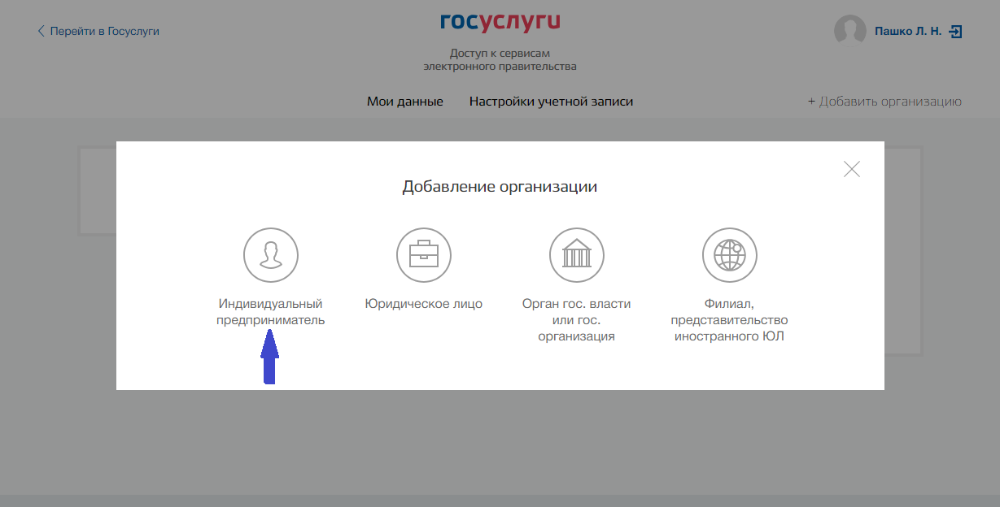 Перейти в Госуслуги
госуслуги
Пашко Л. Н.
Доступ к сервисам
электронного правительства
Мои данные
Настройки учетной записи
+ Добавить организацию
Добавление организации
Индивидуальный
предприниматель
Юридическое лицо
Орган гос. власти
или гос.
организация
Филиал,
представительство
иностранного ЮЛ